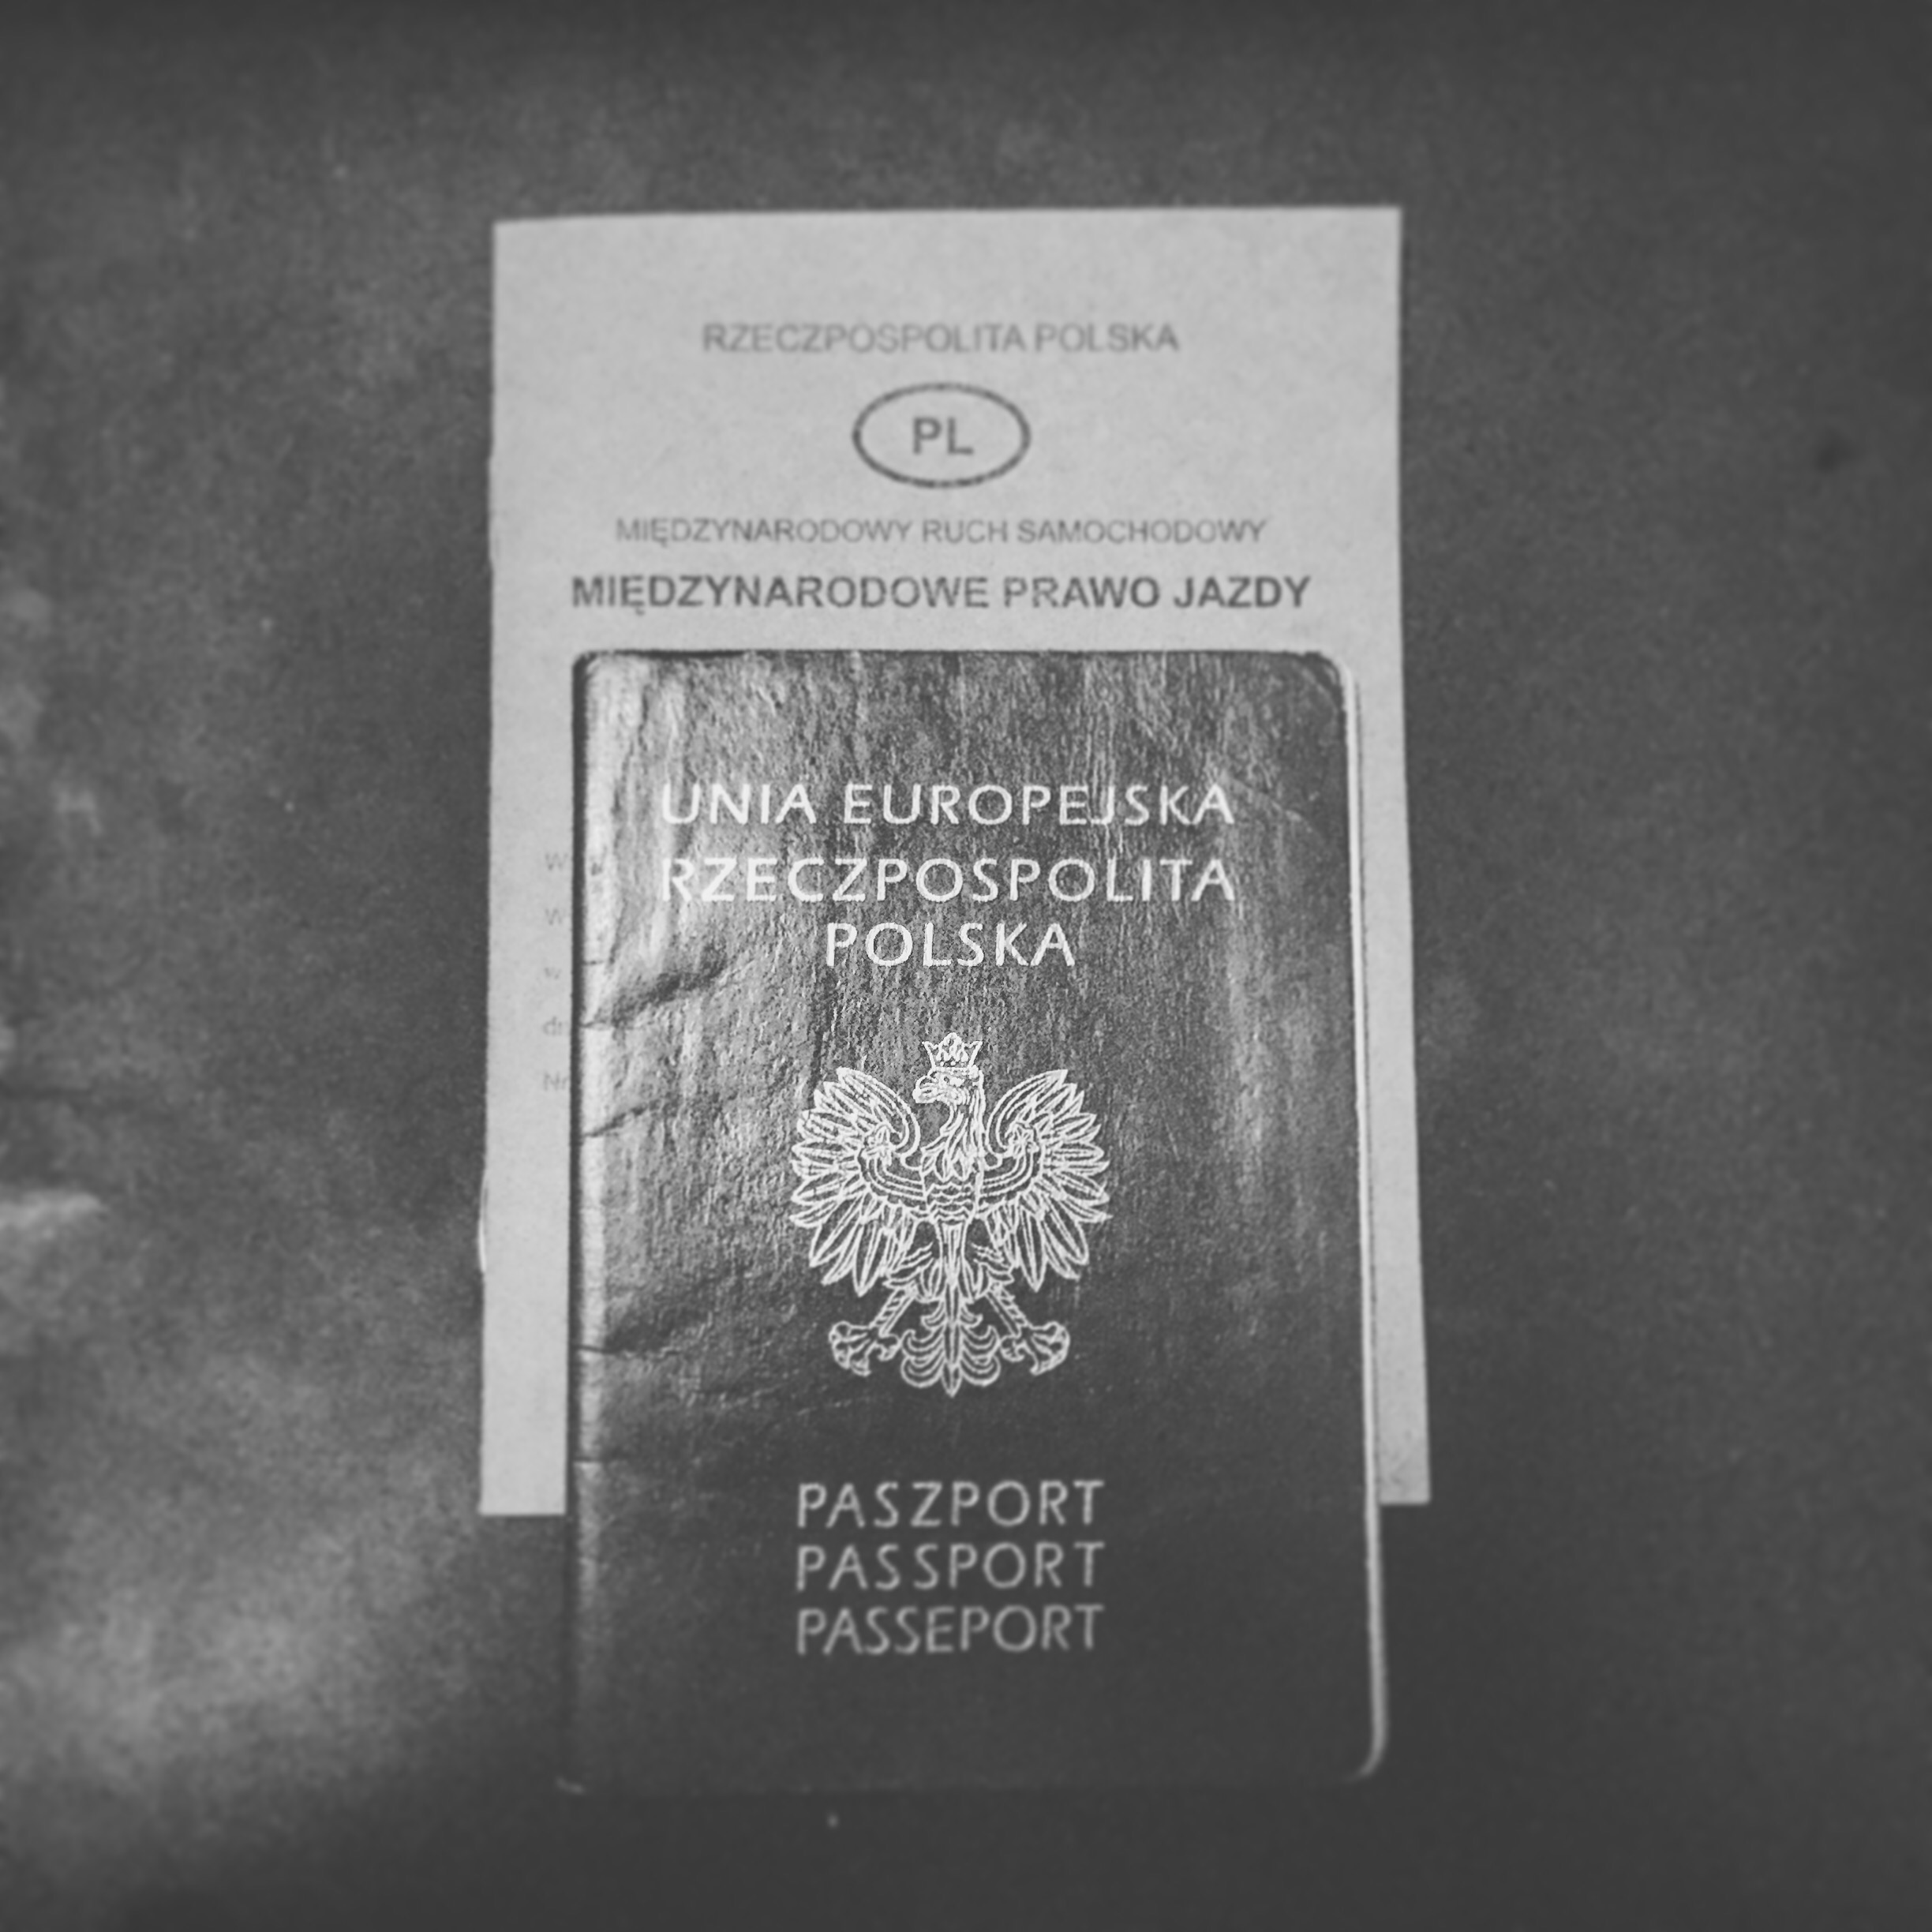 RZECZPOSPOLITA POLSKA
PL
MIĘDZYNARODOWY RUCH SAMOCHODOWY
MIĘDZYNARODOWE PRAWO JAZDY
UNIA EUROPEJSKA
RZECZPOSPOLITA
POLSKA
PASZPORT
PASSPORT
PASSEPORT